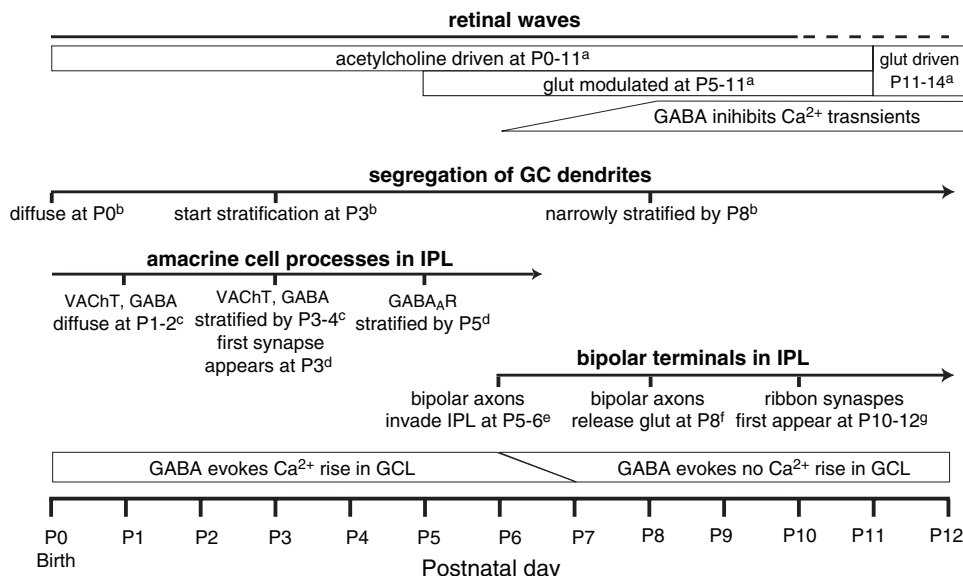 retinal waves
acetylcholine driven at P0-11a
glut driven
P11-14a
glut modulated at P5-11a
GABA inihibits Ca2+ trasnsients
segregation of GC dendrites
diffuse at P0b
start stratification at P3b
narrowly stratified by P8b
amacrine cell processes in IPL
VAChT, GABA
diffuse at P1-2c
VAChT, GABA
stratified by P3-4c
first synapse
appears at P3d
GABAAR
stratified by P5d
bipolar terminals in IPL
bipolar axons
invade IPL at P5-6e
bipolar axons
release glut at P8f
ribbon synaspes
first appear at P10-12g
GABA evokes Ca2+ rise in GCL
GABA evokes no Ca2+ rise in GCL
P0 P1 P2 P3 P4 P5 P6 P7 P8 P9 P10 P11 P12
Birth
Postnatal day